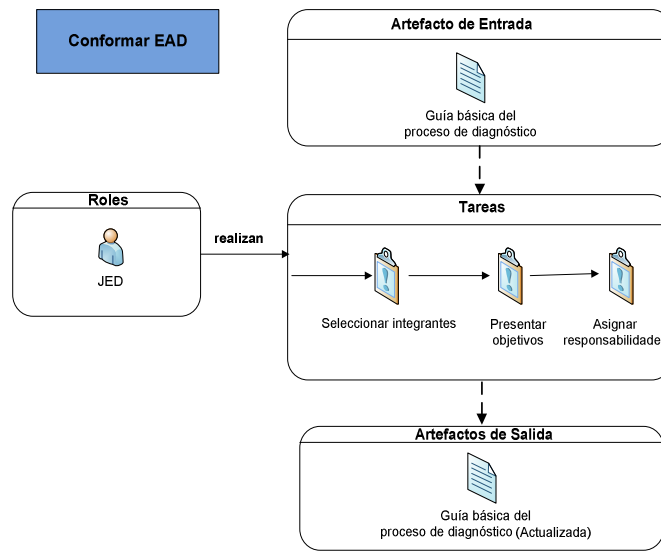 Conformar EAD
Artefacto de Entrada
Guía básica del
proceso de diagnóstico
Roles
JED
realizan
Tareas
Seleccionar integrantes
Presentar
objetivos
Asignar
responsabilidade
Artefactos de Salida
Guía básica del
proceso de diagnóstico (Actualizada)